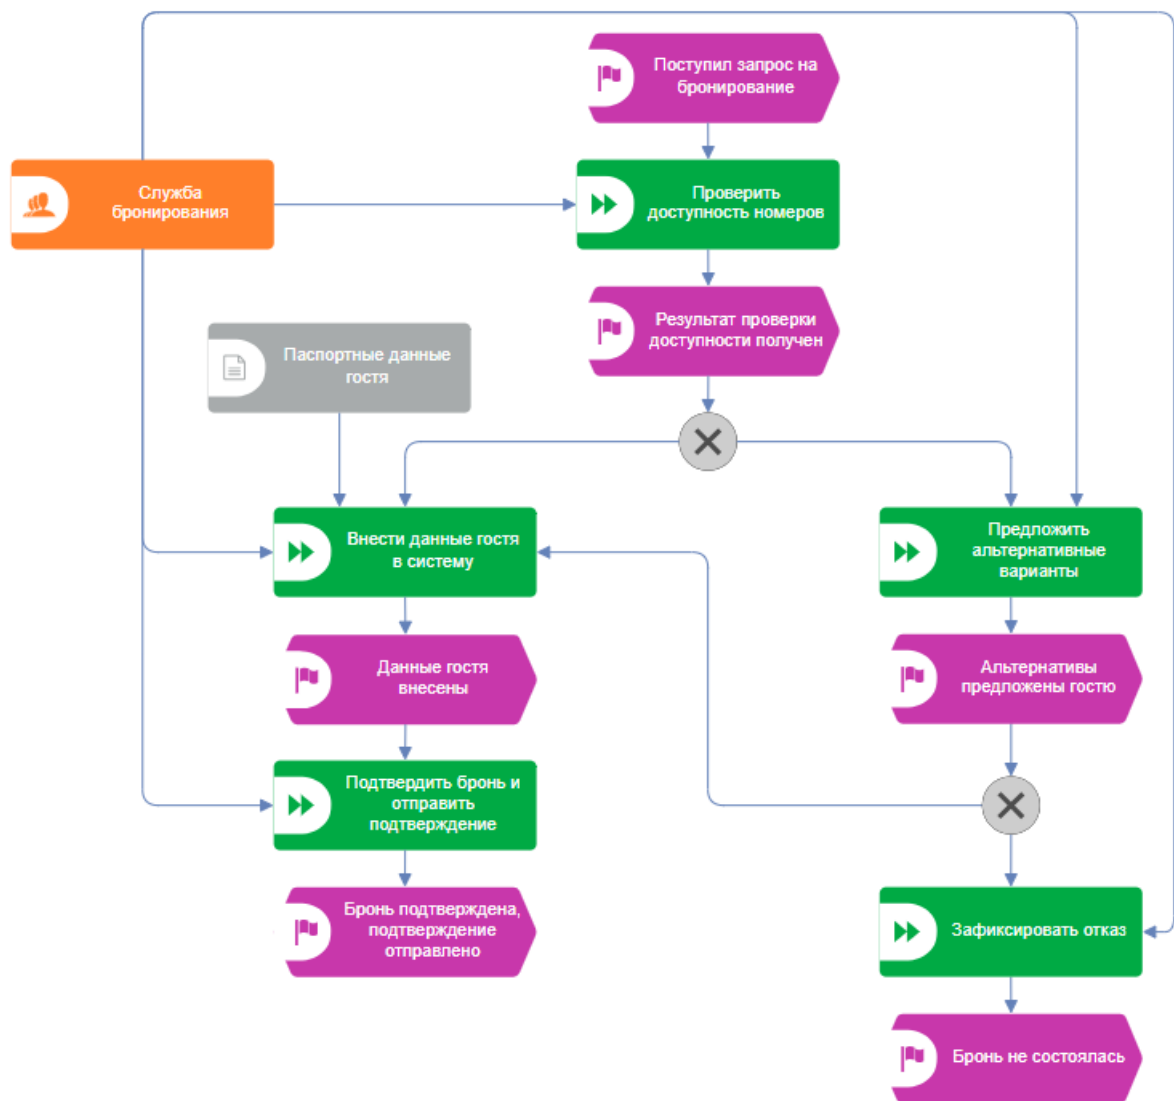 Поступил запрос на
бронирование
Служба
бронирования
Проверить
доступность номеров
Результат проверки
доступности получен
Паспортные данные
гостя
Внести данные гостя
в систему
Предложить
альтернативные
варианты
Данные гостя
внесены
Альтернативы
предложены гостю
Подтвердить бронь и
отправить
подтверждение
Бронь подтверждена,
подтверждение
отправлено
Зафиксировать отказ
Бронь не состоялась